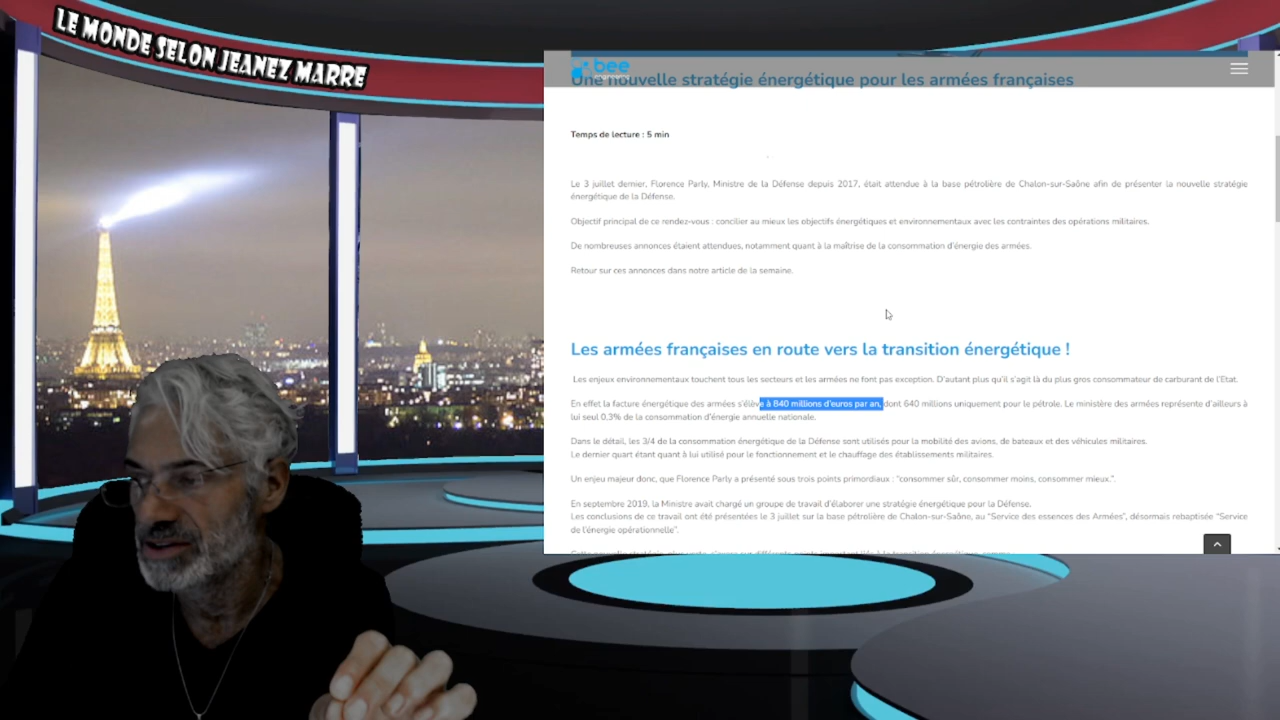 LE MONDE SELON JEANEZ MARRE
bee
Une nouvelle stratégie énergétique pour les armées françaises
Temps de lecture : 5 min
Le 3 juillet dernier, Florence Parly, Ministre de la Défense depuis 2017, était attendue à la base pétrolière de Chalon-sur-Saône afin de présenter la nouvelle stratégie
énergétique de la Défense.
Objectif principal de ce rendez-vous : concilier au mieux les objectifs énergétiques et environnementaux avec les contraintes des opérations militaires.
De nombreuses annonces étaient attendues, notamment quant à la maîtrise de la consommation d'énergie des armées.
Retour sur ces annonces dans notre article de la semaine.
Les armées françaises en route vers la transition énergétique !
Les enjeux environnementaux touchent tous les secteurs et les armées ne font pas exception. D'autant plus qu'il s'agit là du plus gros consommateur de carburant de l'Etat.
En effet la facture énergétique des armées s'élève à 840 millions d'euros par an, dont 640 millions uniquement pour le pétrole. Le ministère des armées représente d'ailleurs à
lui seul 0,3% de la consommation d'énergie annuelle nationale.
Dans le détail, les 3/4 de la consommation énergétique de la Défense sont utilisés pour la mobilité des avions, de bateaux et des véhicules militaires.
Le dernier quart étant quant à lui utilisé pour le fonctionnement et le chauffage des établissements militaires.
Un enjeu majeur donc, que Florence Parly a présenté sous trois points primordiaux : "consommer sûr, consommer moins, consommer mieux.".
En septembre 2019, la Ministre avait chargé un groupe de travail d'élaborer une stratégie énergétique pour la Défense.
Les conclusions de ce travail ont été présentées le 3 juillet sur la base pétrolière de Chalon-sur-Saône, au "Service des essences des Armées", désormais rebaptisée "Service
de l'énergie opérationnelle".